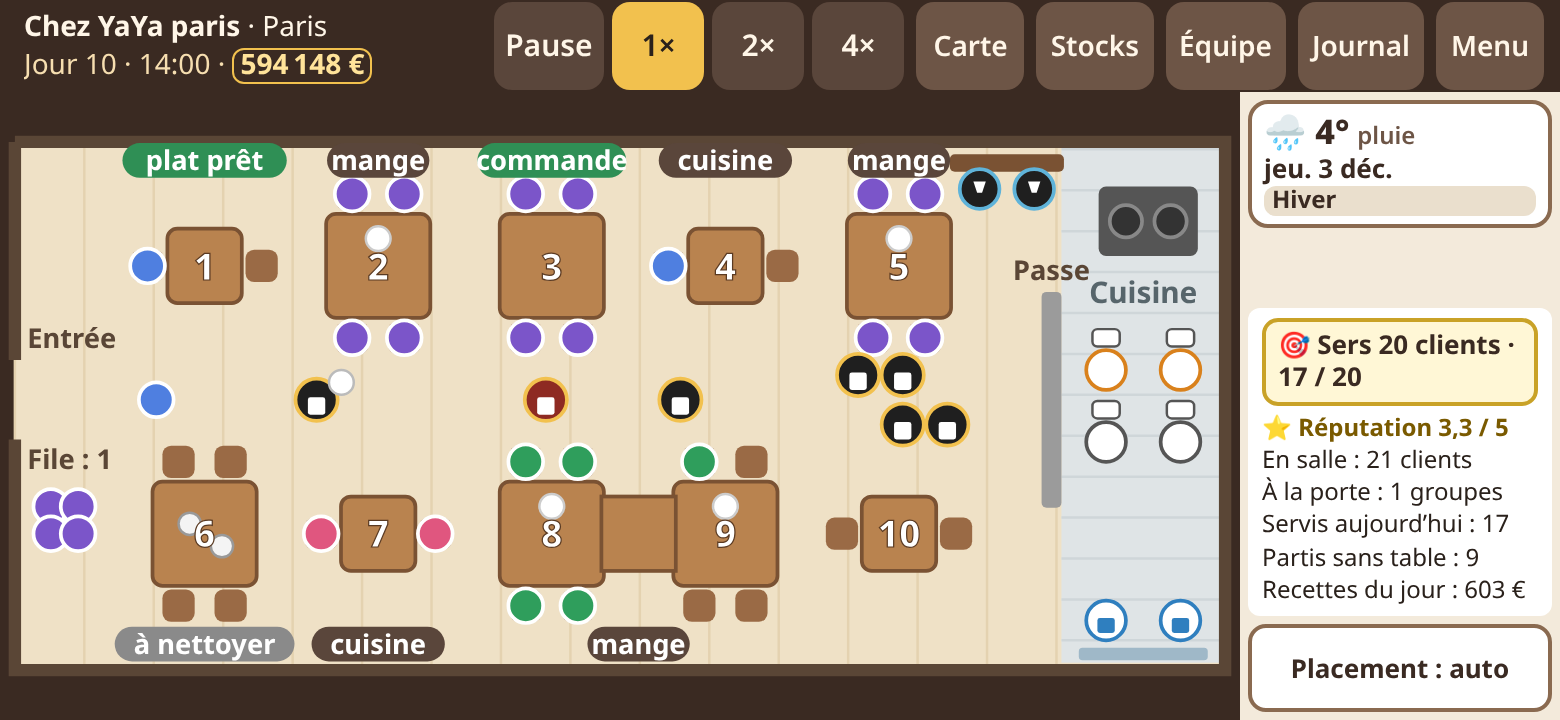 Chez YaYa paris · Paris
Jour 10 · 14:00 · 594 148 €
Pause
1×
2×
4×
Carte
Stocks
Équipe
Journal
Menu
plat prêt
mange
commande
cuisine
mange
1
2
3
4
5
Passe
Cuisine
Entrée
File : 1
6
7
8
9
10
à nettoyer
cuisine
mange
🌧️ 4° pluie
jeu. 3 déc.
Hiver
🎯 Sers 20 clients ·
17 / 20
⭐ Réputation 3,3 / 5
En salle : 21 clients
À la porte : 1 groupes
Servis aujourd’hui : 17
Partis sans table : 9
Recettes du jour : 603 €
Placement : auto